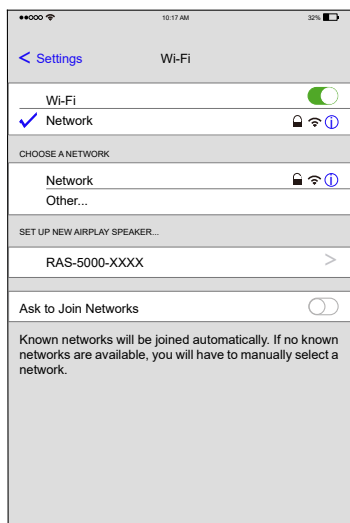 10:17 AM
32%
< Settings
Wi-Fi
Wi-Fi
Network
CHOOSE A NETWORK
Network
Other...
SET UP NEW AIRPLAY SPEAKER...
RAS-5000-XXXX >
Ask to Join Networks
Known networks will be joined automatically. If no known
networks are available, you will have to manually select a
network.